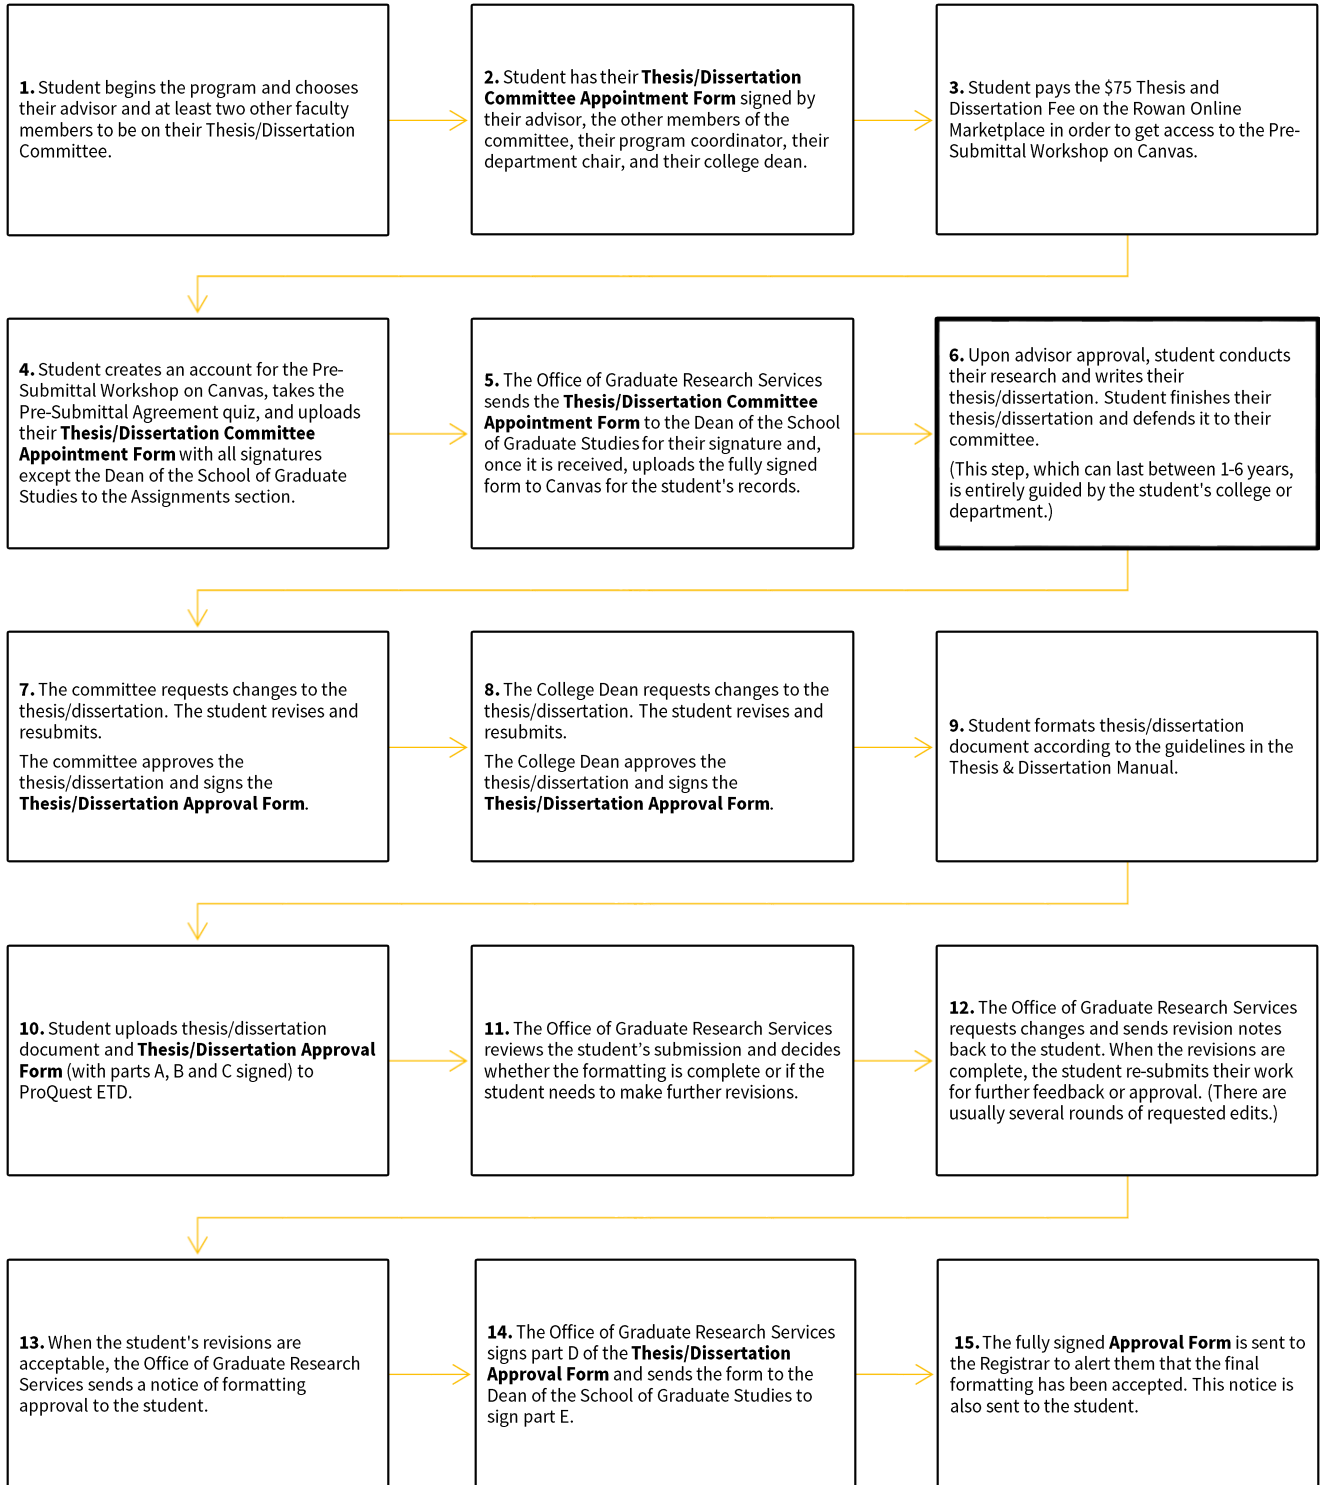 1. Student begins the program and chooses
their advisor and at least two other faculty
members to be on their Thesis/Dissertation
Committee.
2. Student has their Thesis/Dissertation
Committee Appointment Form signed by
their advisor, the other members of the
committee, their program coordinator, their
department chair, and their college dean.
3. Student pays the $75 Thesis and
Dissertation Fee on the Rowan Online
Marketplace in order to get access to the Pre-
Submittal Workshop on Canvas.
4. Student creates an account for the Pre-
Submittal Workshop on Canvas, takes the
Pre-Submittal Agreement quiz, and uploads
their Thesis/Dissertation Committee
Appointment Form with all signatures
except the Dean of the School of Graduate
Studies to the Assignments section.
5. The Office of Graduate Research Services
sends the Thesis/Dissertation Committee
Appointment Form to the Dean of the School
of Graduate Studies for their signature and,
once it is received, uploads the fully signed
form to Canvas for the student's records.
6. Upon advisor approval, student conducts
their research and writes their
thesis/dissertation. Student finishes their
thesis/dissertation and defends it to their
committee.
(This step, which can last between 1-6 years,
is entirely guided by the student's college or
department.)
7. The committee requests changes to the
thesis/dissertation. The student revises and
resubmits.
The committee approves the
thesis/dissertation and signs the
Thesis/Dissertation Approval Form.
8. The College Dean requests changes to the
thesis/dissertation. The student revises and
resubmits.
The College Dean approves the
thesis/dissertation and signs the
Thesis/Dissertation Approval Form.
9. Student formats thesis/dissertation
document according to the guidelines in the
Thesis & Dissertation Manual.
10. Student uploads thesis/dissertation
document and Thesis/Dissertation Approval
Form (with parts A, B and C signed) to
ProQuest ETD.
11. The Office of Graduate Research Services
reviews the student’s submission and decides
whether the formatting is complete or if the
student needs to make further revisions.
12. The Office of Graduate Research Services
requests changes and sends revision notes
back to the student. When the revisions are
complete, the student re-submits their work
for further feedback or approval. (There are
usually several rounds of requested edits.)
13. When the student's revisions are
acceptable, the Office of Graduate Research
Services sends a notice of formatting
approval to the student.
14. The Office of Graduate Research Services
signs part D of the Thesis/Dissertation
Approval Form and sends the form to the
Dean of the School of Graduate Studies to
sign part E.
15. The fully signed Approval Form is sent to
the Registrar to alert them that the final
formatting has been accepted. This notice is
also sent to the student.